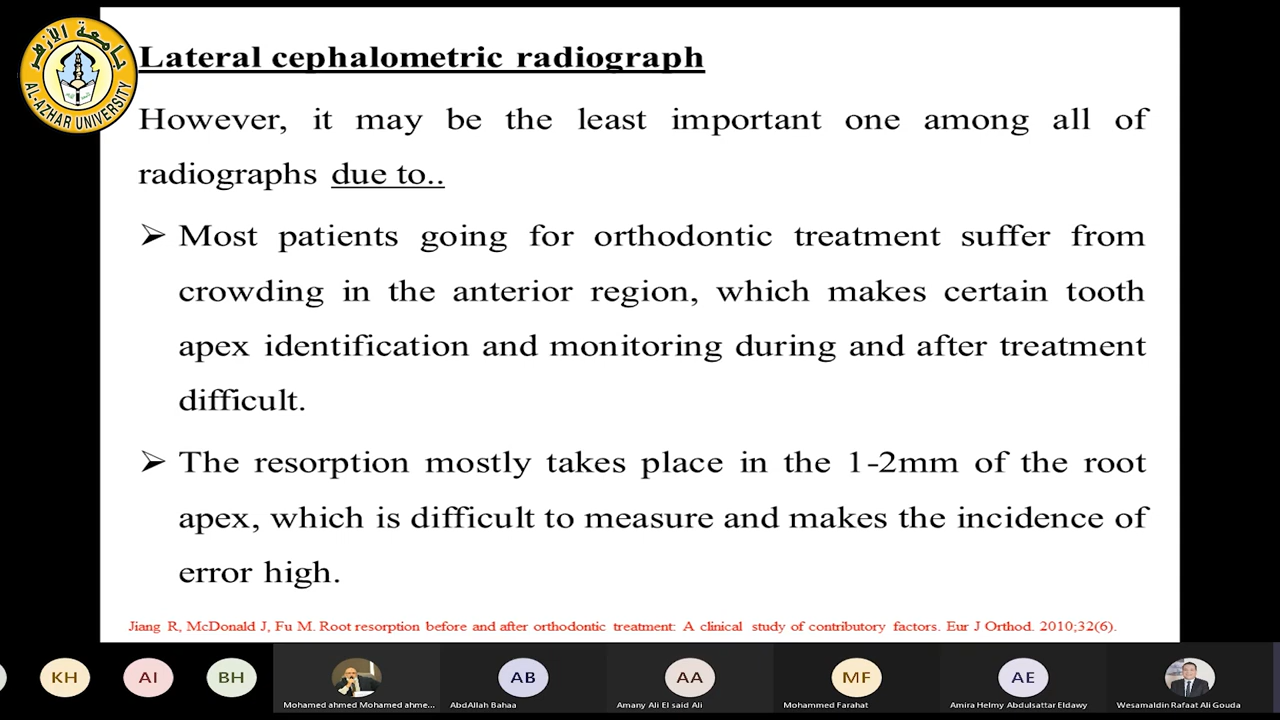 جامعة الأزهر
AL-AZHAR UNIVERSITY
Lateral cephalometric radiograph
However, it may be the least important one among all of
radiographs due to..
➢ Most patients going for orthodontic treatment suffer from
crowding in the anterior region, which makes certain tooth
apex identification and monitoring during and after treatment
difficult.
➢ The resorption mostly takes place in the 1-2mm of the root
apex, which is difficult to measure and makes the incidence of
error high.
Jiang R, McDonald J, Fu M. Root resorption before and after orthodontic treatment: A clinical study of contributory factors. Eur J Orthod. 2010;32(6).
KH AI BH AB AA MF AE
Mohamed ahmed Mohamed ahme... AbdAllah Bahaa Amany Ali El said Ali Mohammed Farahat Amira Helmy Abdulsattar Eldawy Wesamaldin Rafaat Ali Gouda